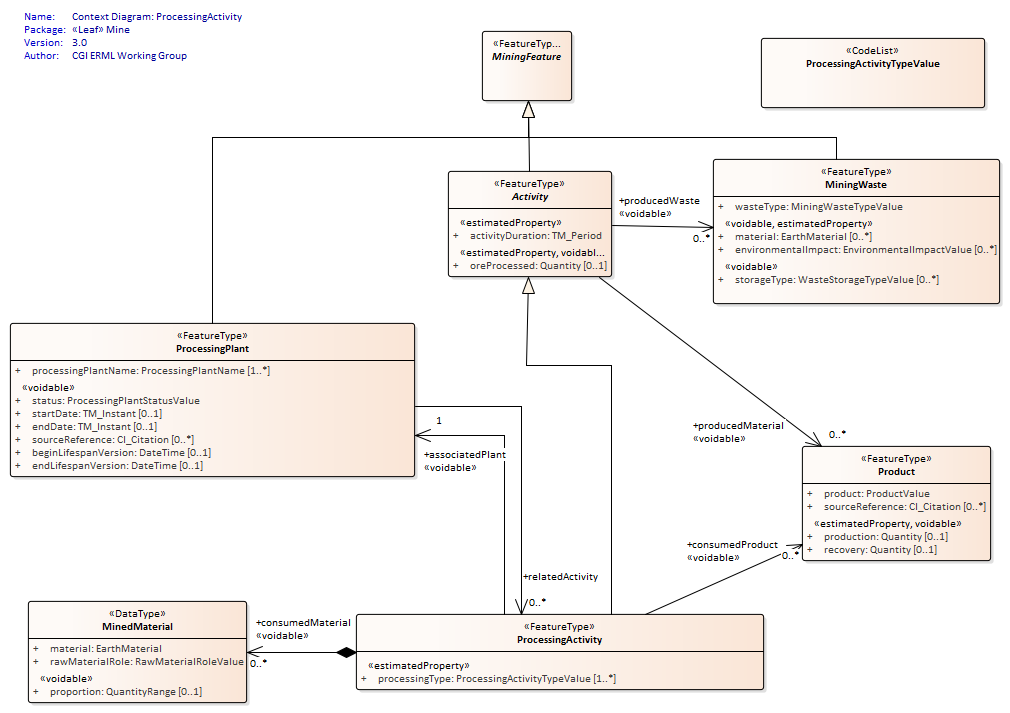 Name: Context Diagram: ProcessingActivity
Package: «Leaf» Mine
Version: 3.0
Author: CGI ERML Working Group
«FeatureTyp...
MiningFeature
«CodeList»
ProcessingActivityTypeValue
«FeatureType»
Activity
«estimatedProperty»
+ activityDuration: TM_Period
«estimatedProperty, voidabl...
+ oreProcessed: Quantity [0..1]
+producedWaste
«voidable»
0..*
«FeatureType»
MiningWaste
+ wasteType: MiningWasteTypeValue
«voidable, estimatedProperty»
+ material: EarthMaterial [0..*]
+ environmentalImpact: EnvironmentalImpactValue [0..*]
«voidable»
+ storageType: WasteStorageTypeValue [0..*]
«FeatureType»
ProcessingPlant
+ processingPlantName: ProcessingPlantName [1..*]
«voidable»
+ status: ProcessingPlantStatusValue
+ startDate: TM_Instant [0..1]
+ endDate: TM_Instant [0..1]
+ sourceReference: CI_Citation [0..*]
+ beginLifespanVersion: DateTime [0..1]
+ endLifespanVersion: DateTime [0..1]
1
+associatedPlant
«voidable»
+producedMaterial
«voidable»
0..*
«FeatureType»
Product
+ product: ProductValue
+ sourceReference: CI_Citation [0..*]
«estimatedProperty, voidable»
+ production: Quantity [0..1]
+ recovery: Quantity [0..1]
+consumedProduct
«voidable»
0..*
+relatedActivity
0..*
«DataType»
MinedMaterial
+ material: EarthMaterial
+ rawMaterialRole: RawMaterialRoleValue
«voidable»
+ proportion: QuantityRange [0..1]
+consumedMaterial
«voidable»
0..*
«FeatureType»
ProcessingActivity
«estimatedProperty»
+ processingType: ProcessingActivityTypeValue [1..*]